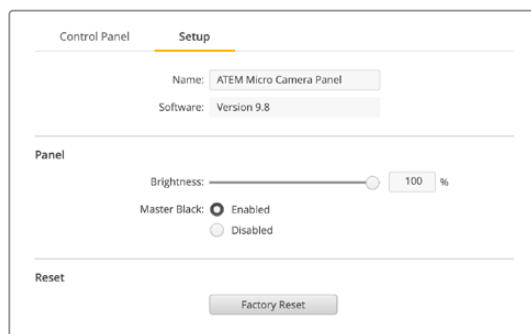 Control Panel Setup
Name: ATEM Micro Camera Panel
Software: Version 9.8
Panel
Brightness: 100 %
Master Black: Enabled
Disabled
Reset
Factory Reset